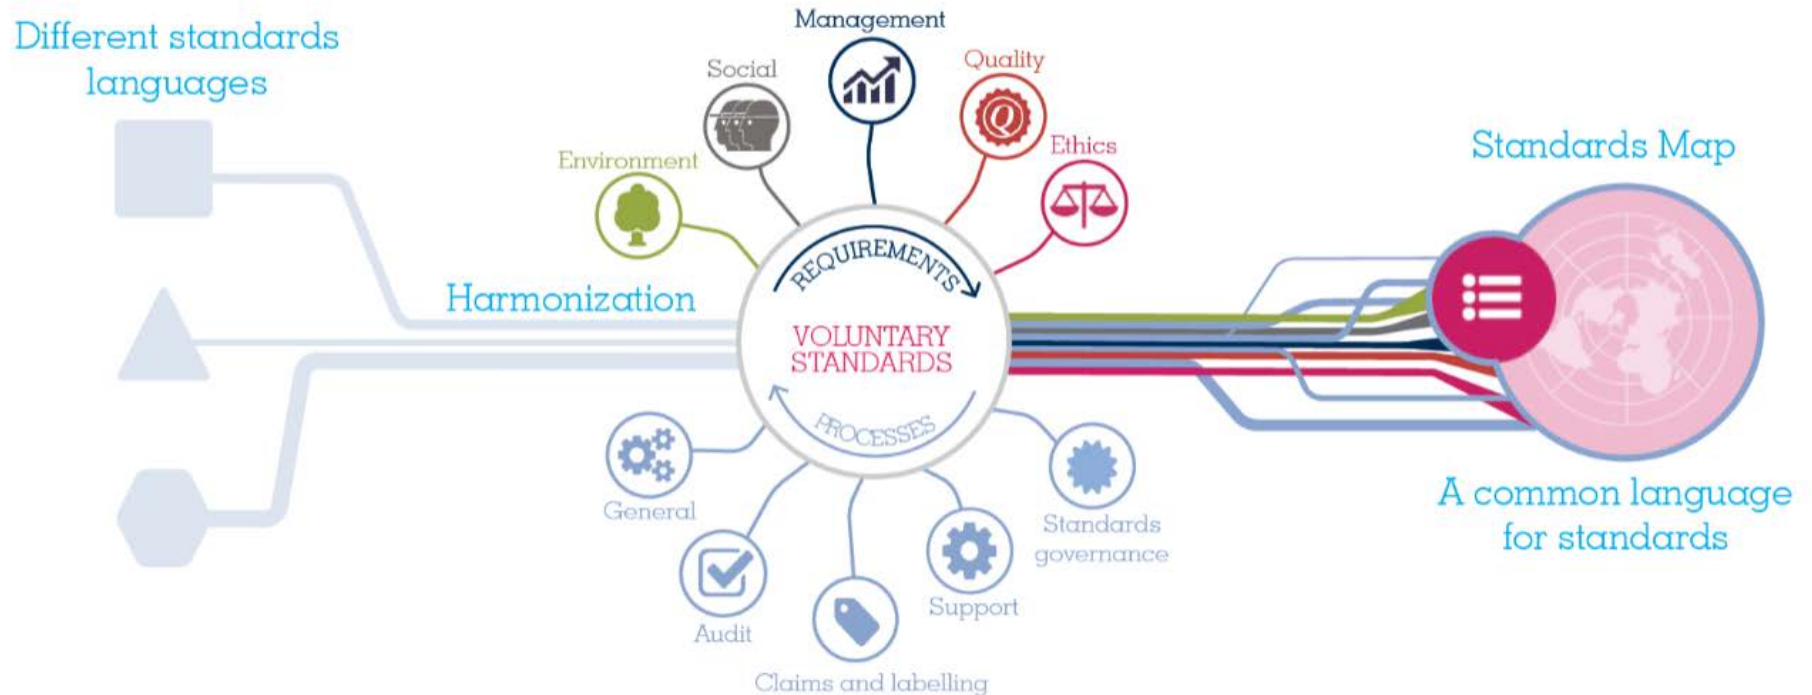 Different standards
languages
Harmonization
Environment
Social
Management
Quality
Ethics
REQUIREMENTS
VOLUNTARY
STANDARDS
PROCESSES
General
Audit
Claims and labelling
Support
Standards
governance
Q
Standards Map
A common language
for standards